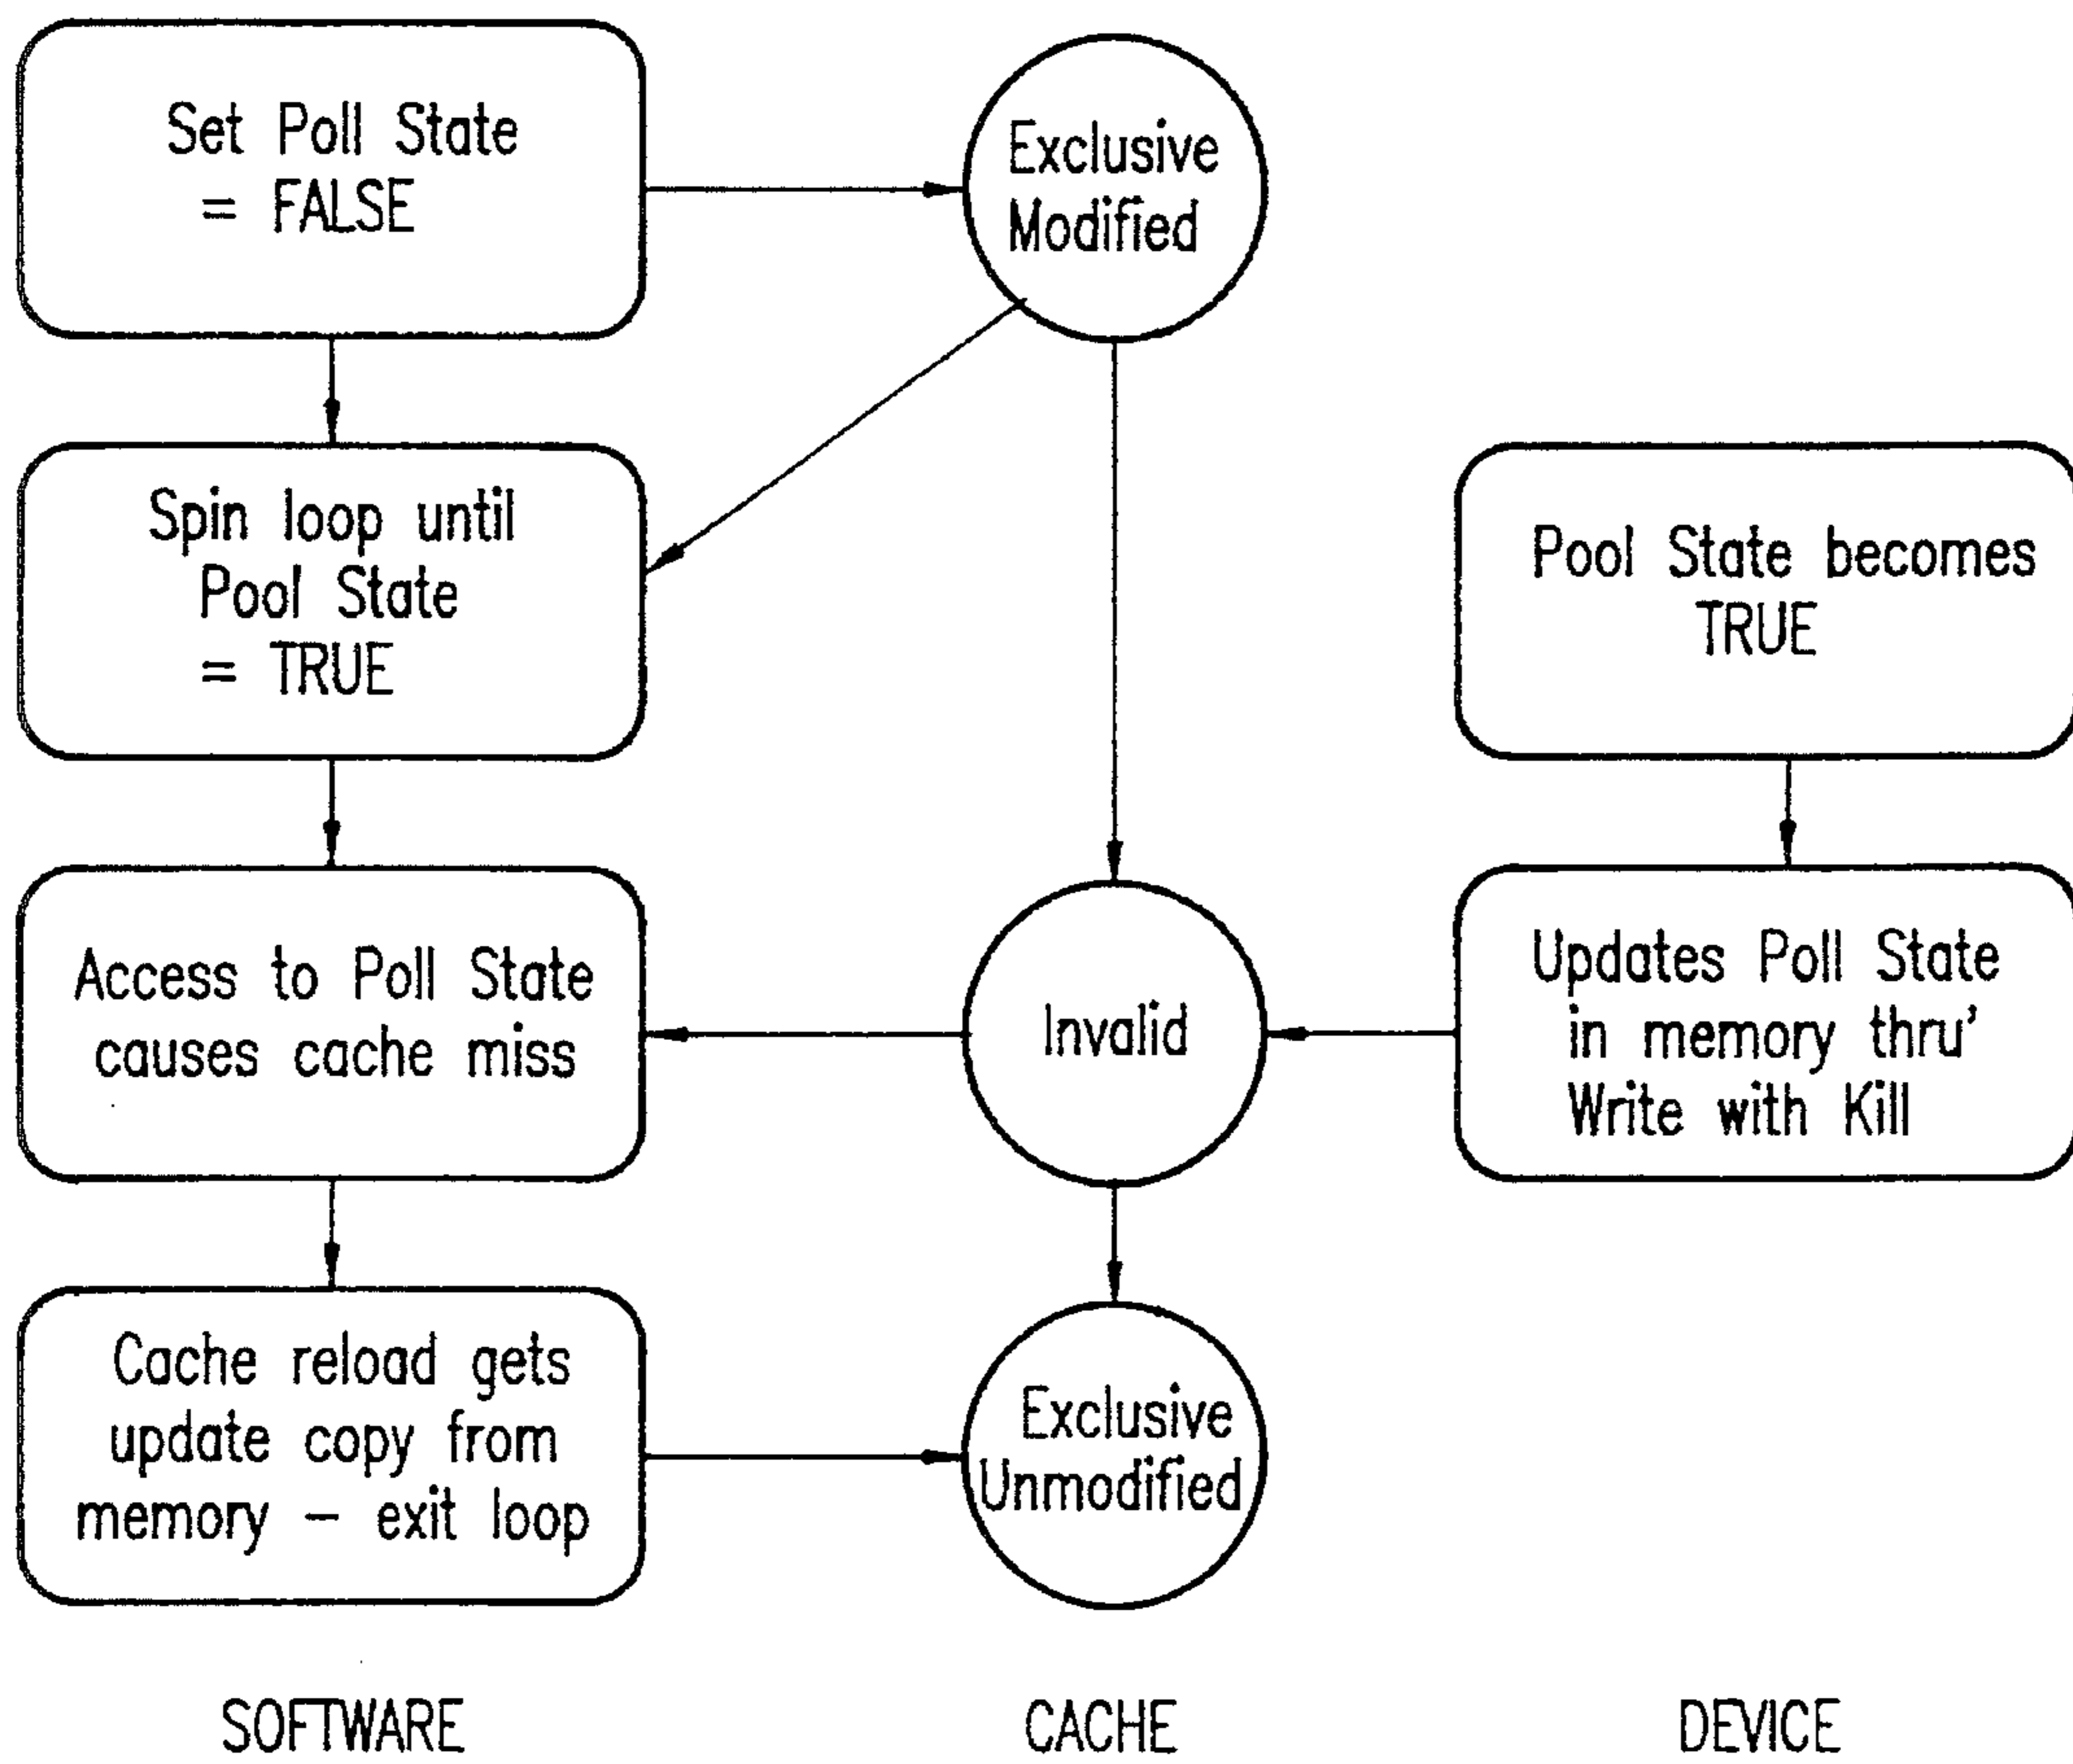 Set Poll State
= FALSE
Exclusive
Modified
Spin loop until
Pool State
= TRUE
Pool State becomes
TRUE
Access to Poll State
causes cache miss
Invalid
Updates Poll State
in memory thru'
Write with Kill
Cache reload gets
update copy from
memory - exit loop
Exclusive
Unmodified
SOFTWARE
CACHE
DEVICE